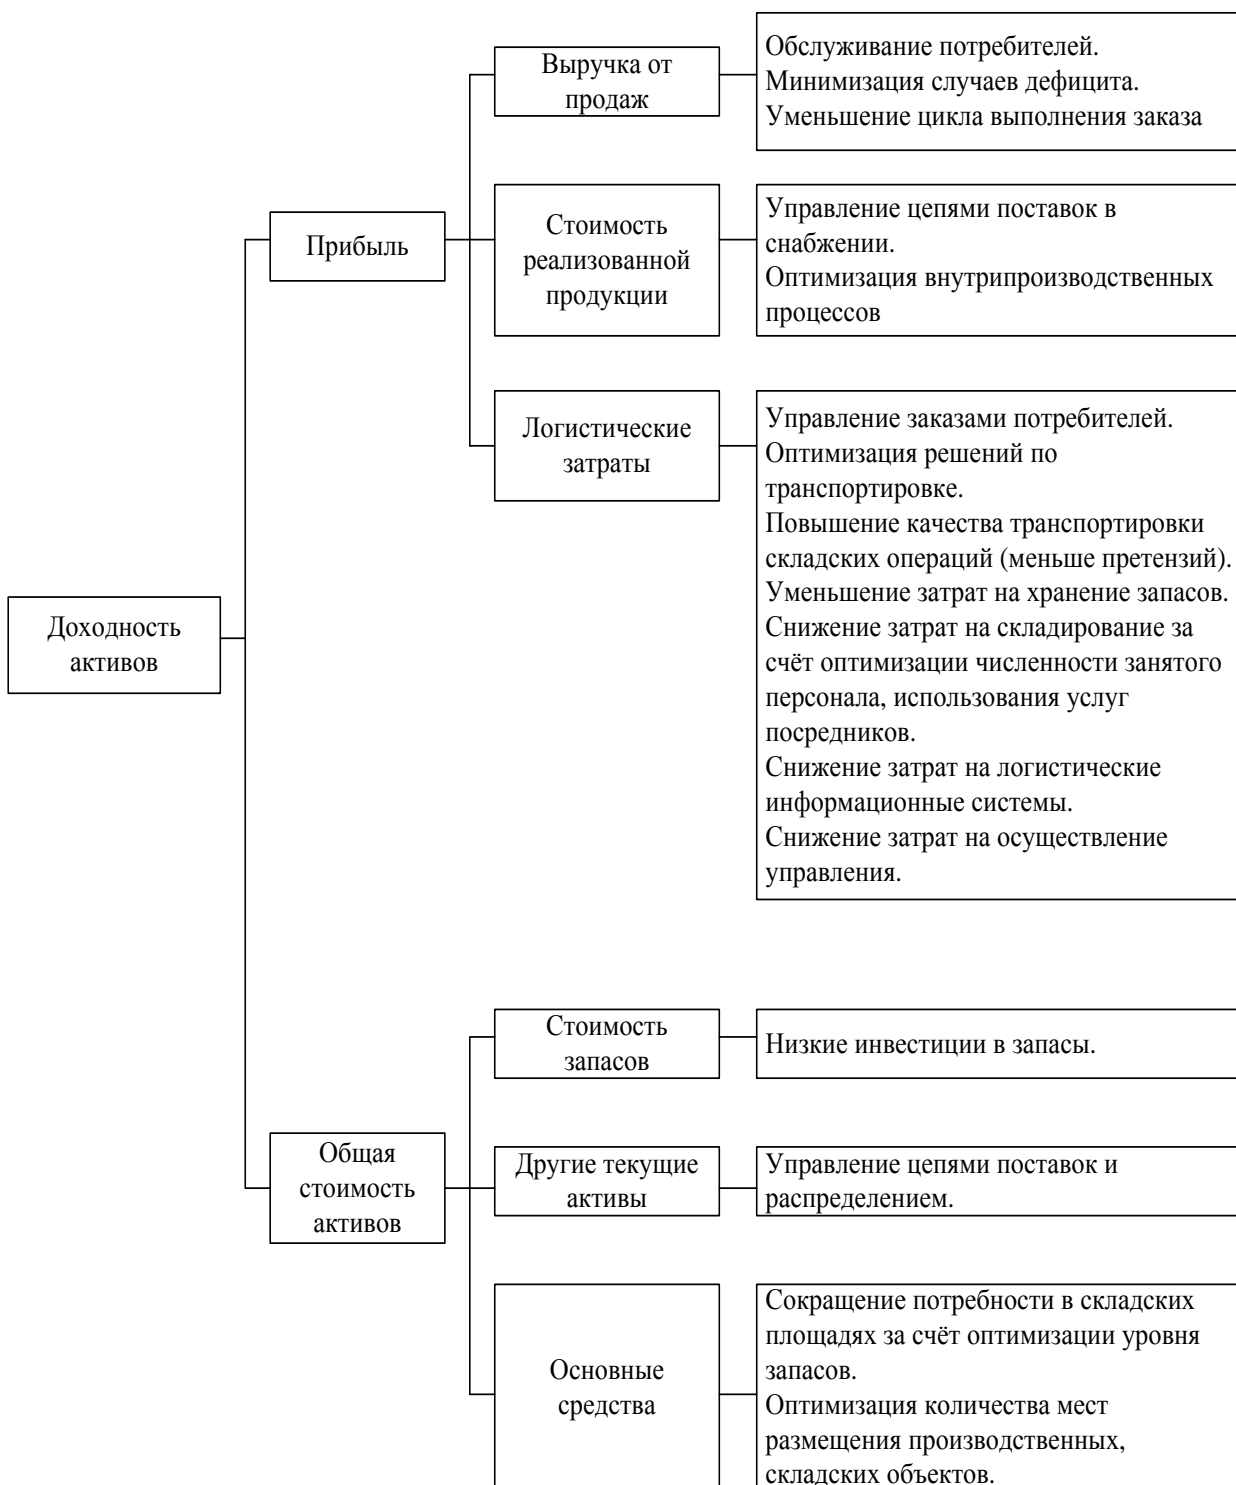 Выручка от
продаж
Обслуживание потребителей.
Минимизация случаев дефицита.
Уменьшение цикла выполнения заказа
Прибыль
Стоимость
реализованной
продукции
Управление цепями поставок в
снабжении.
Оптимизация внутрипроизводственных
процессов
Логистические
затраты
Управление заказами потребителей.
Оптимизация решений по
транспортировке.
Повышение качества транспортировки
складских операций (меньше претензий).
Уменьшение затрат на хранение запасов.
Снижение затрат на складирование за
счёт оптимизации численности занятого
персонала, использования услуг
посредников.
Снижение затрат на логистические
информационные системы.
Снижение затрат на осуществление
управления.
Доходность
активов
Стоимость
запасов
Низкие инвестиции в запасы.
Общая
стоимость
активов
Другие текущие
активы
Управление цепями поставок и
распределением.
Основные
средства
Сокращение потребности в складских
площадях за счёт оптимизации уровня
запасов.
Оптимизация количества мест
размещения производственных,
складских объектов.